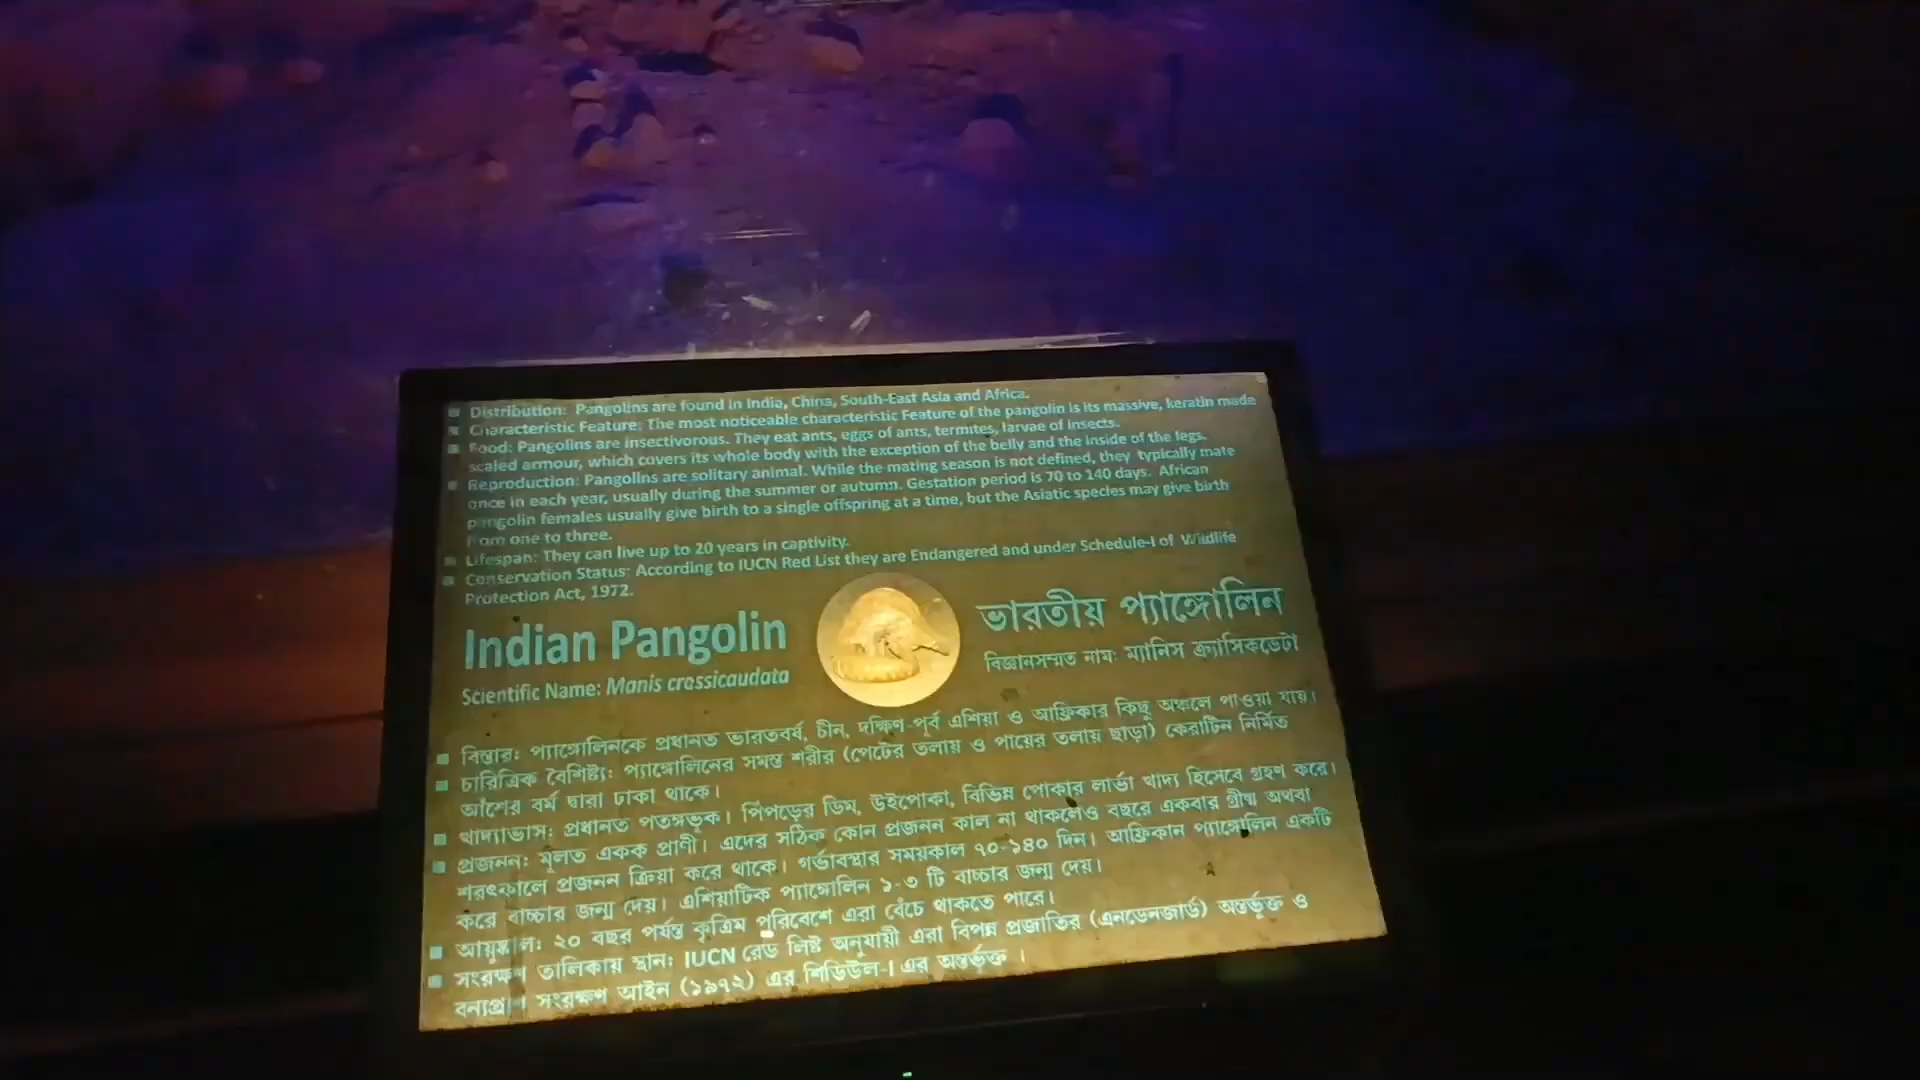 Distribution: Pangolins are found in India, China, South-East Asia and Africa.
Characteristic Feature: The most noticeable characteristic Feature of the pangolin is its massive, keratin made
Food: Pangolins are insectivorous. They eat ants, eggs of ants, termites, larvae of insects.
scaled armour, which covers its whole body with the exception of the belly and the inside of the legs.
Reproduction: Pangolins are solitary animal. While the mating season is not defined, they typically mate
once in each year, usually during the summer or autumn. Gestation period is 70 to 140 days. African
pangolin females usually give birth to a single offspring at a time, but the Asiatic species may give birth
from one to three.
Lifespan: They can live up to 20 years in captivity.
Conservation Status: According to IUCN Red List they are Endangered and under Schedule-I of Wildlife
Protection Act, 1972.
Indian Pangolin
Scientific Name: Manis crassicaudata
ভারতীয় প্যাঙ্গোলিন
বিজ্ঞানসম্মত নাম: ম্যানিস ক্র্যাসিকডেটা
বিস্তার: প্যাঙ্গোলিনকে প্রধানত ভারতবর্ষ, চীন, দক্ষিণ-পূর্ব এশিয়া ও আফ্রিকার কিছু অঞ্চলে পাওয়া যায়।
চারিত্রিক বৈশিষ্ট্য: প্যাঙ্গোলিনের সমস্ত শরীর (পেটের তলায় ও পায়ের তলায় ছাড়া) কেরাটিন নির্মিত
আঁশের বর্ম দ্বারা ঢাকা থাকে।
খাদ্যাভাস: প্রধানত পতঙ্গভুক। পিঁপড়ের ডিম, উইপোকা, বিভিন্ন পোকার লার্ভা খাদ্য হিসেবে গ্রহণ করে।
প্রজনন: মূলত একক প্রাণী। এদের সঠিক কোন প্রজনন কাল না থাকলেও বছরে একবার গ্রীষ্ম অথবা
শরৎকালে প্রজনন ক্রিয়া করে থাকে। গর্ভাবস্থার সময়কাল ৭০-১৪০ দিন। আফ্রিকান প্যাঙ্গোলিন একটি
করে বাচ্চার জন্ম দেয়। এশিয়াটিক প্যাঙ্গোলিন ১-৩ টি বাচ্চার জন্ম দেয়।
আয়ুষ্কাল: ২০ বছর পর্যন্ত কৃত্রিম পরিবেশে এরা বেঁচে থাকতে পারে।
সংরক্ষণ তালিকায় স্থান: IUCN রেড লিষ্ট অনুযায়ী এরা বিপন্ন প্রজাতির (এনডেনজার্ড) অন্তর্ভুক্ত ও
বন্যপ্রাণ সংরক্ষণ আইন (১৯৭২) এর শিডিউল-I এর অন্তর্ভুক্ত ।